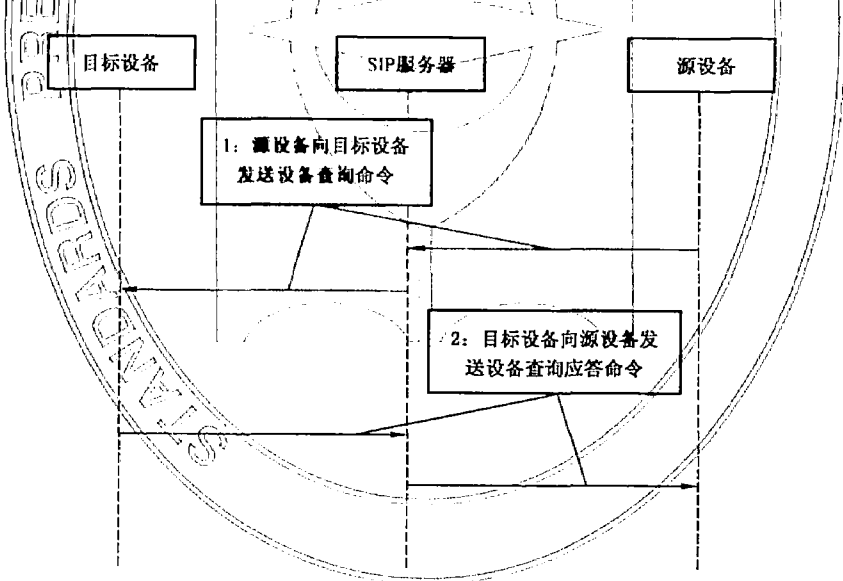 目标设备
SIP服务器
源设备
1：源设备向目标设备
发送设备查询命令
2：目标设备向源设备发
送设备查询应答命令
STANDARDS
PRE